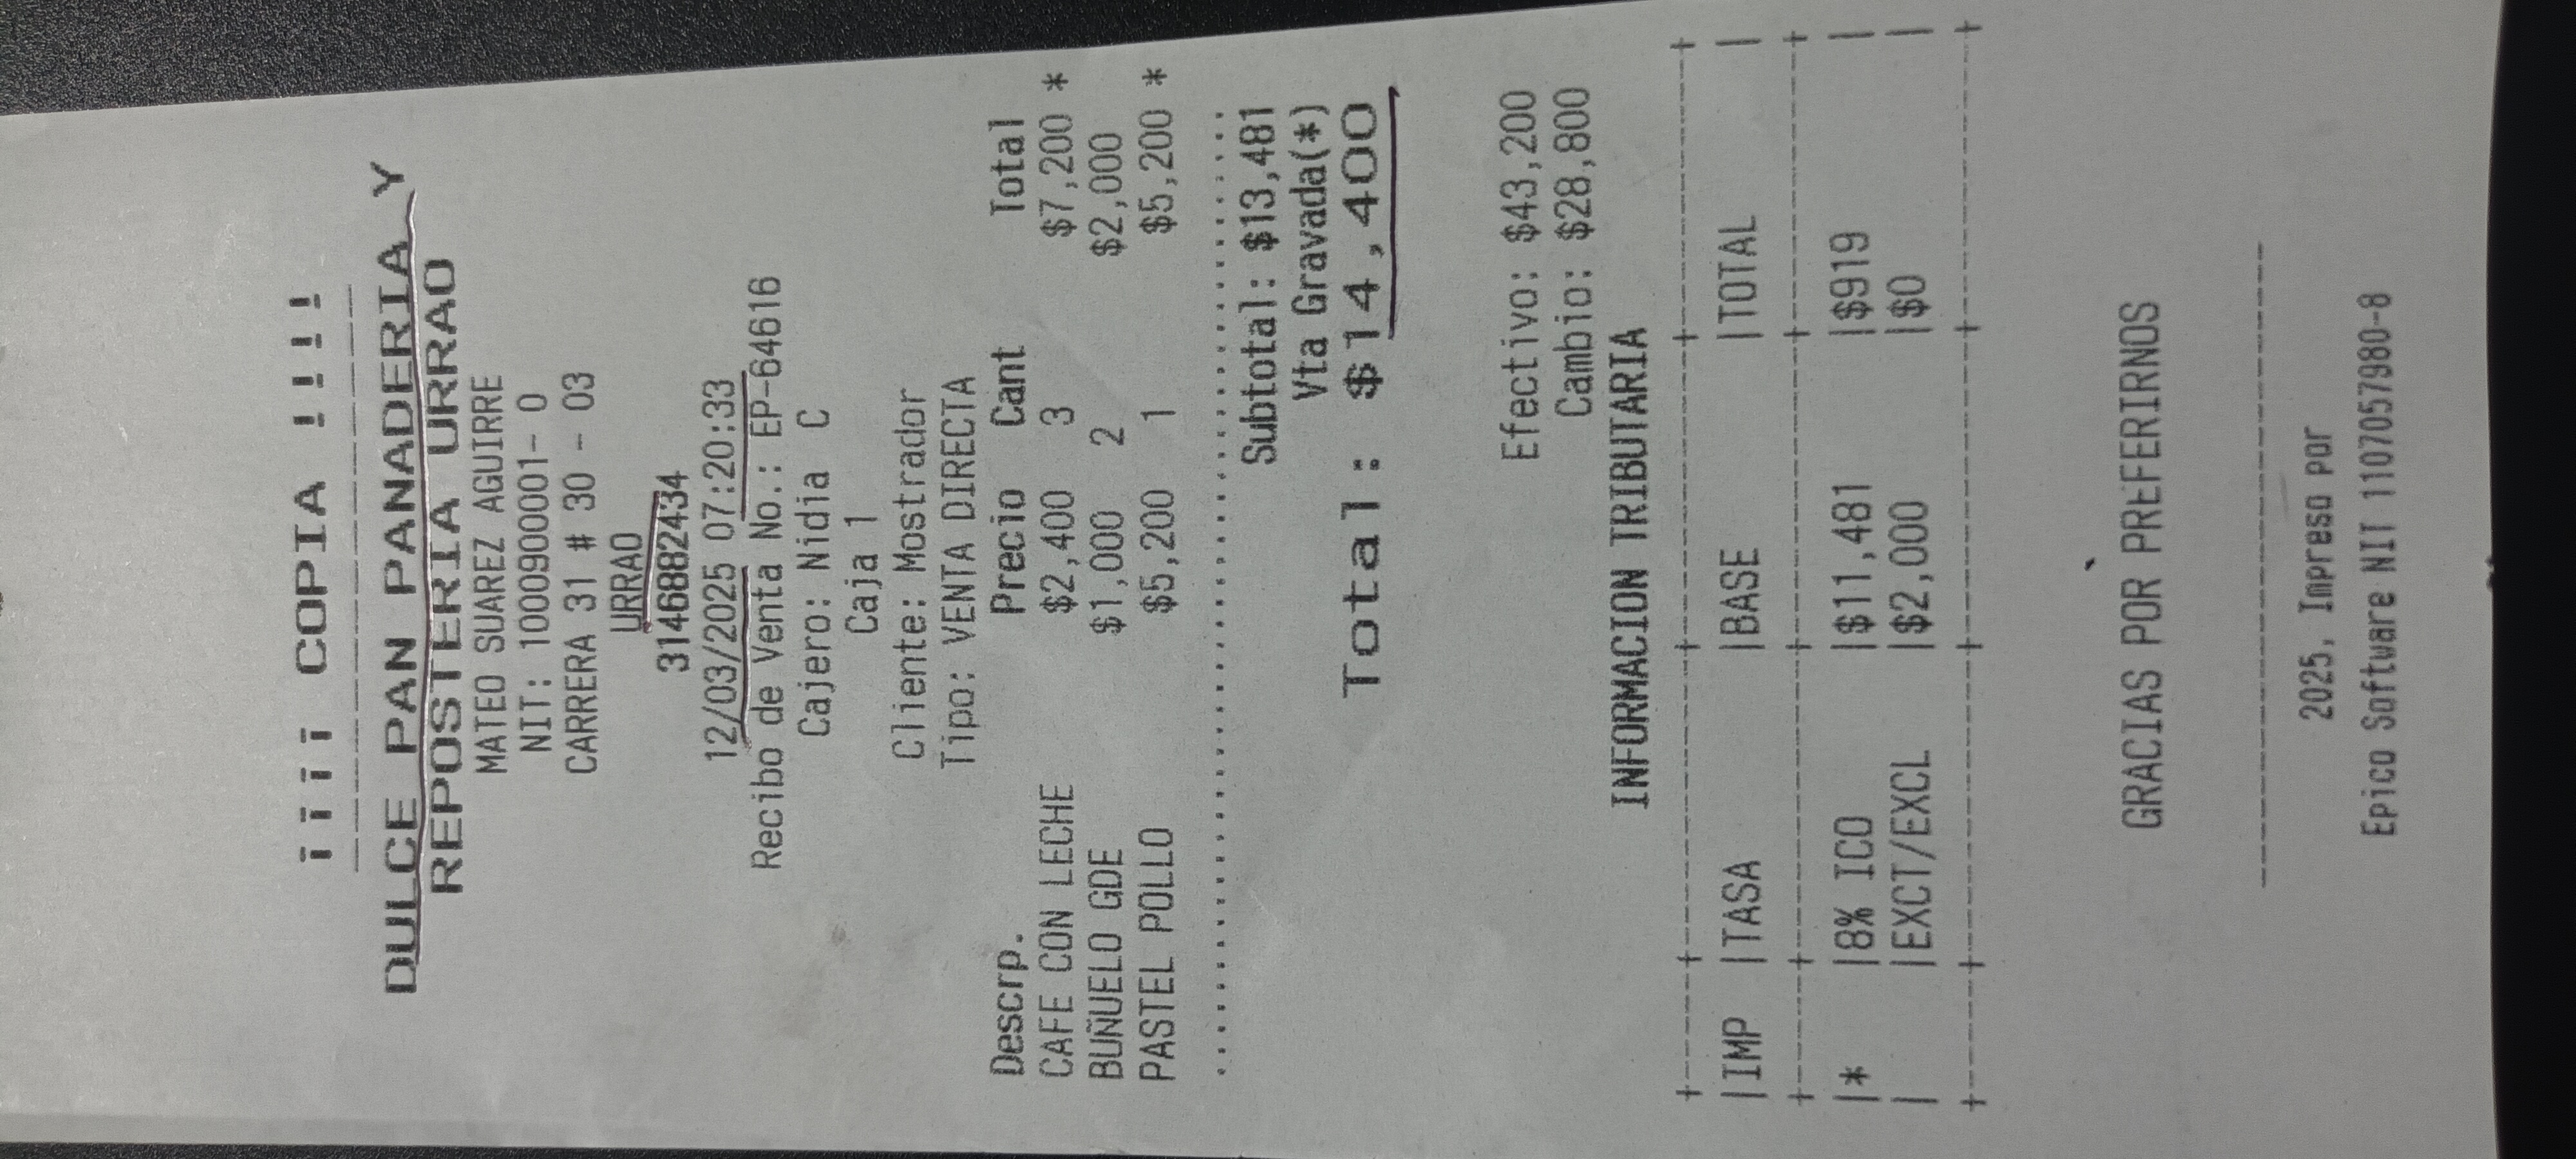 ¡¡¡¡ COPIA !!!!
------------------------
DULCE PAN PANADERIA Y
REPOSTERIA URRAO
MATEO SUAREZ AGUIRRE
NIT: 1000900001- 0
CARRERA 31 # 30 - 03
URRAO
3146882434
12/03/2025 07:20:33
Recibo de Venta No.: EP-64616
Cajero: Nidia C
Caja 1
Cliente: Mostrador
Tipo: VENTA DIRECTA
Descrp. Precio Cant Total
CAFE CON LECHE $2,400 3 $7,200 *
BUÑUELO GDE $1,000 2 $2,000
PASTEL POLLO $5,200 1 $5,200 *
Subtotal: $13,481
Vta Gravada(*)
Total: $14,400
Efectivo: $43,200
Cambio: $28,800
INFORMACION TRIBUTARIA
|IMP |TASA |BASE |TOTAL |
|* |8% ICO |$11,481 |$919 |
| |EXCT/EXCL |$2,000 |$0 |
GRACIAS POR PREFERIRNOS
2025, Impreso por
Epico Software NIT 1107057980-8